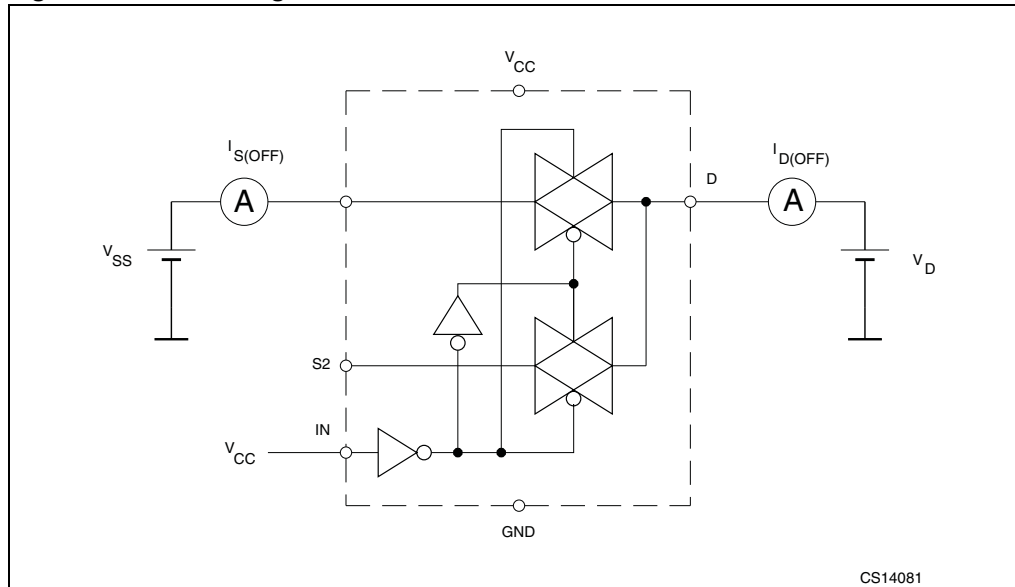 VCC
IS(OFF)
ID(OFF)
D
A
A
VSS
VD
S2
IN
VCC
GND
CS14081